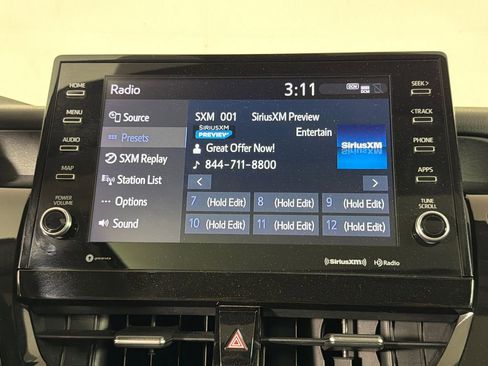 Radio
3:11
DCM
DCM
HOME
MENU
AUDIO
MAP
POWER
VOLUME
Source
Presets
SXM Replay
Station List
Options
Sound
SXM 001 SiriusXM Preview
SIRIUSXM
PREVIEW
Entertain
Great Offer Now!
844-711-8800
SiriusXM
< >
7 (Hold Edit) 8 (Hold Edit) 9 (Hold Edit)
10 (Hold Edit) 11 (Hold Edit) 12 (Hold Edit)
SEEK>
<TRACK
PHONE
APPS
TUNE
SCROLL
((SiriusXM))
HD Radio